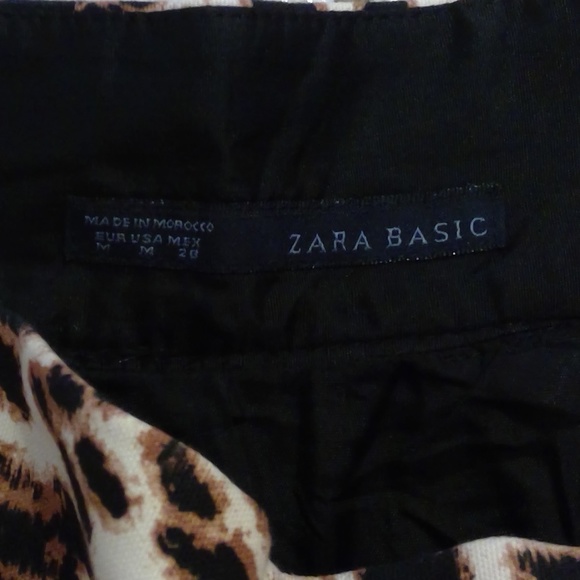 MADE IN MOROCCO
EUR USA MEX
M M 28
ZARA BASIC